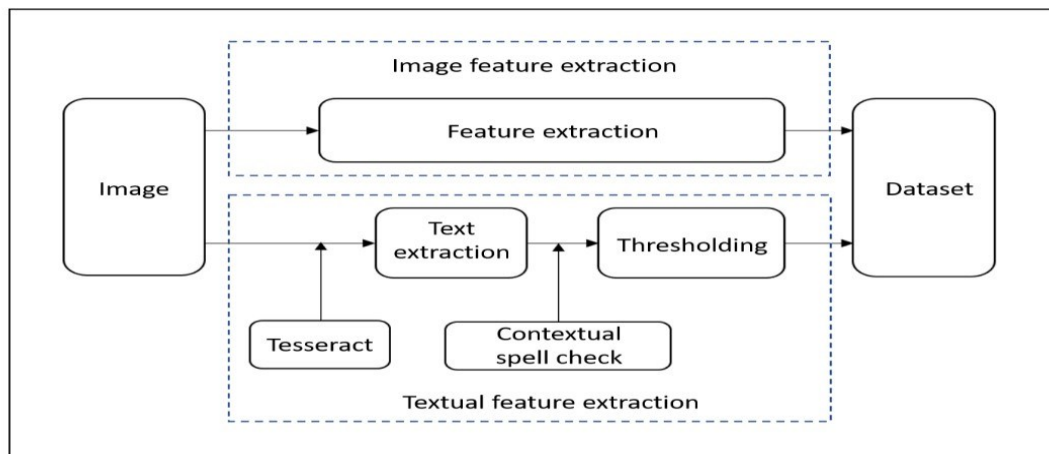 Image feature extraction
Feature extraction
Image
Dataset
Text
extraction
Thresholding
Tesseract
Contextual
spell check
Textual feature extraction